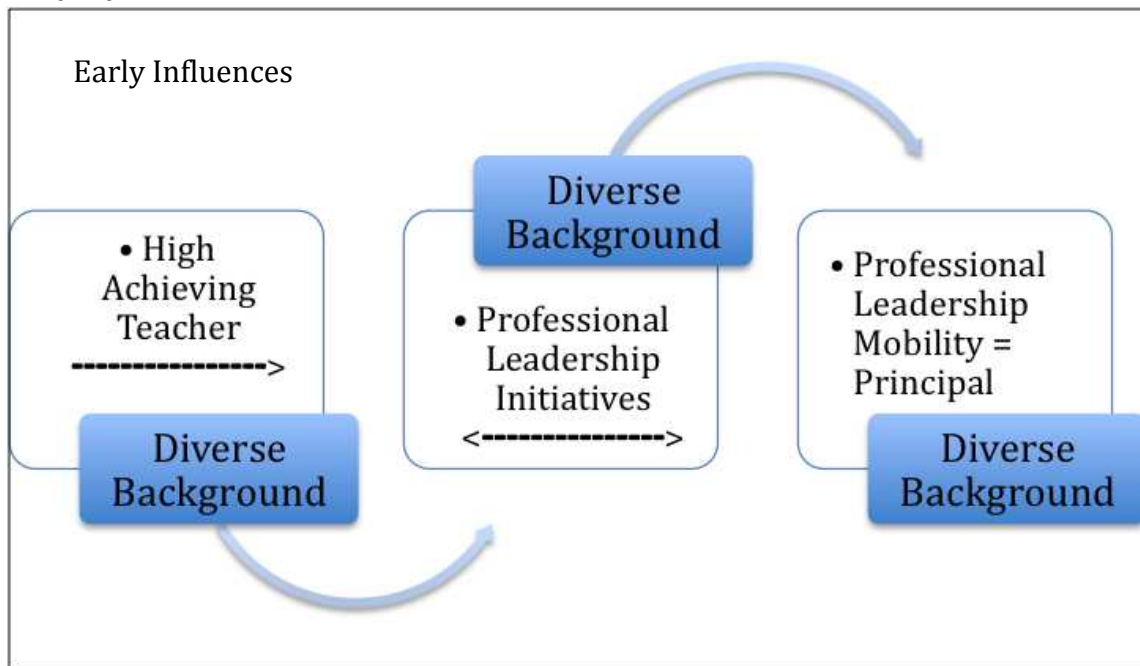 Early Influences
• High
Achieving
Teacher
---------------->
Diverse
Background
Diverse
Background
• Professional
Leadership
Initiatives
<--------------->
• Professional
Leadership
Mobility =
Principal
Diverse
Background